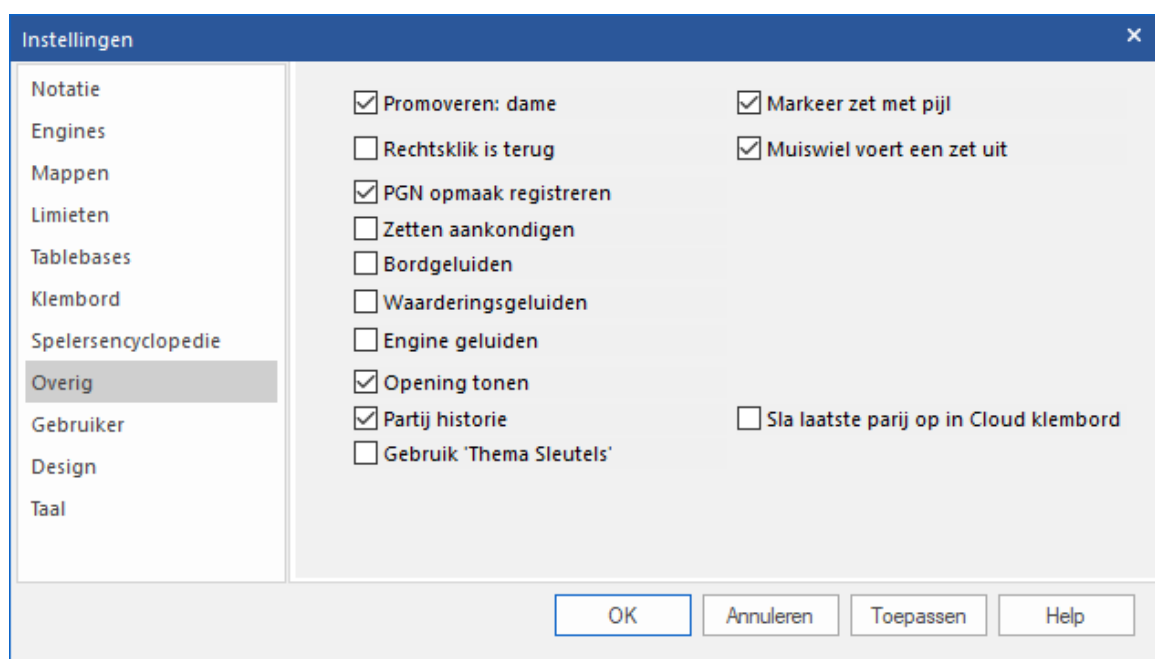 Instellingen
Notatie
Engines
Mappen
Limieten
Tablebases
Klembord
Spelersencyclopedie
Overig
Gebruiker
Design
Taal
Promoveren: dame
Markeer zet met pijl
Rechtsklik is terug
Muiswiel voert een zet uit
PGN opmaak registreren
Zetten aankondigen
Bordgeluiden
Waarderingsgeluiden
Engine geluiden
Opening tonen
Partij historie
Sla laatste parij op in Cloud klembord
Gebruik 'Thema Sleutels'
OK
Annuleren
Toepassen
Help